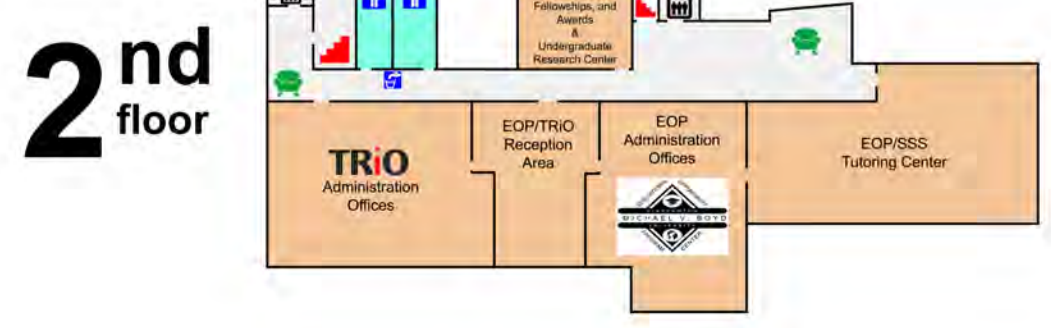 2nd
floor
Fellowships, and
Awards
&
Undergraduate
Research Center
EOP/TRiO
Reception
Area
EOP
Administration
Offices
EOP/SSS
Tutoring Center
TRiO
Administration
Offices
MICHAEL V. BOYD
CENTER